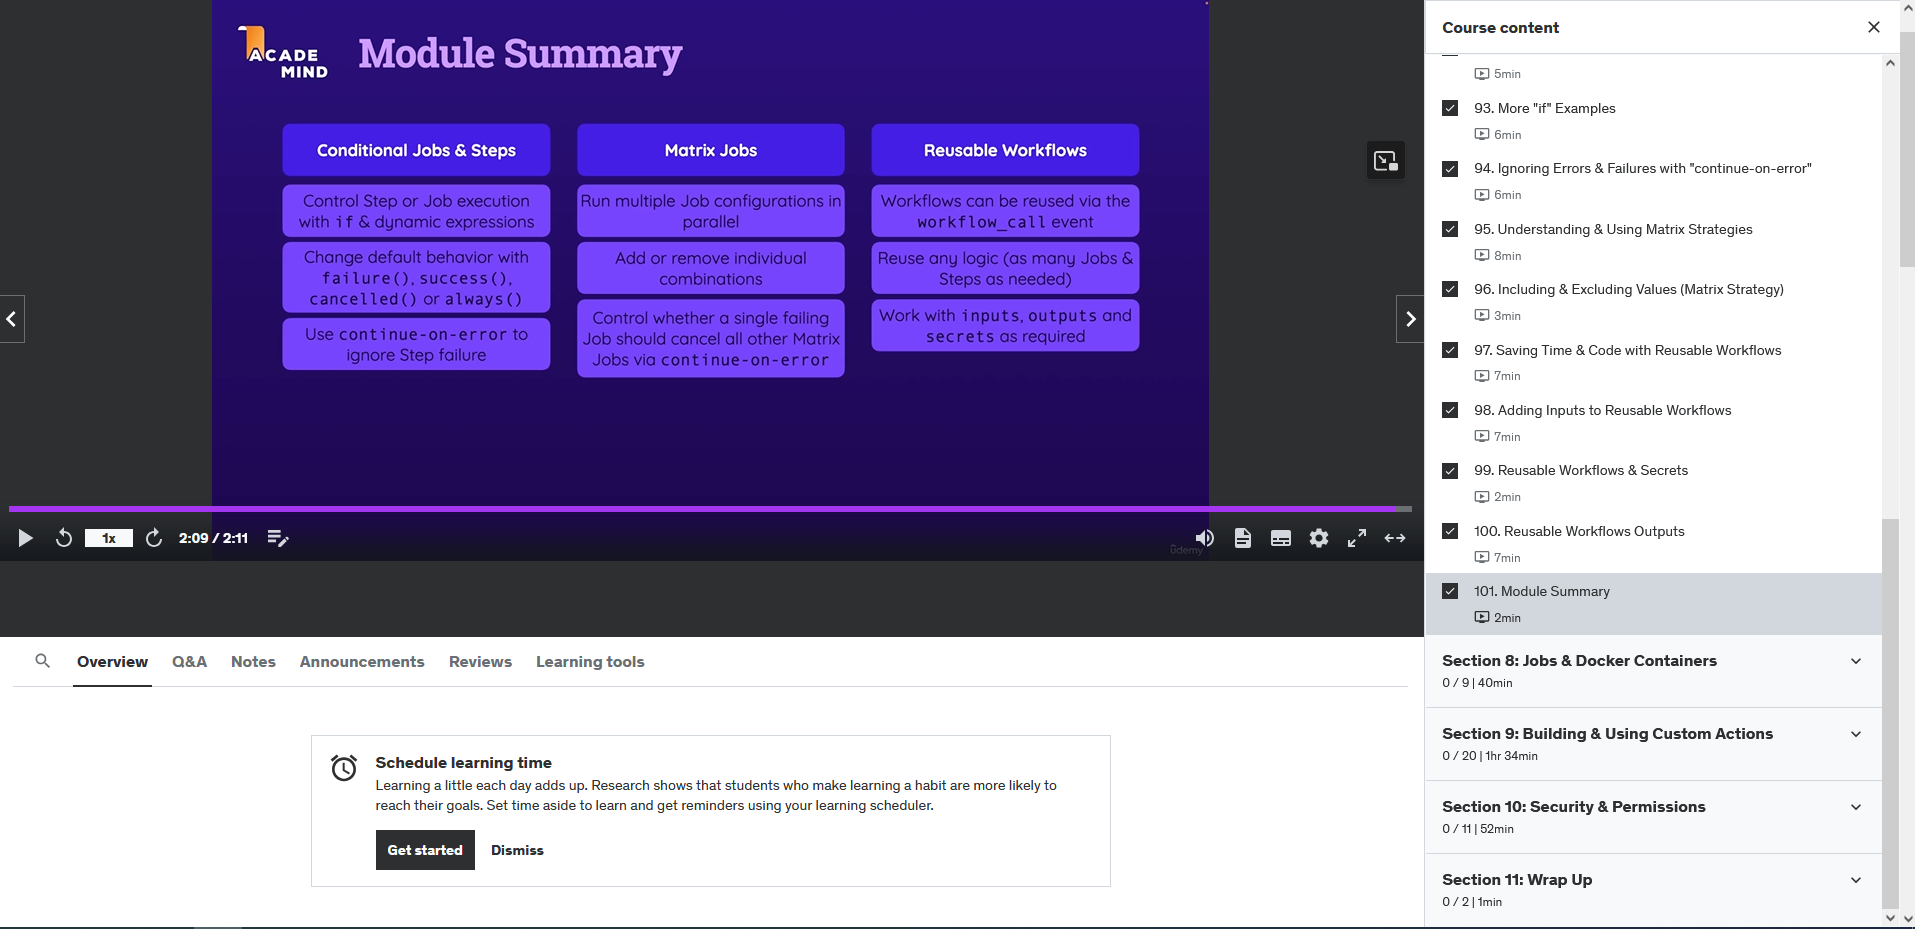 ACADE
MIND
Module Summary
Conditional Jobs & Steps
Control Step or Job execution
with if & dynamic expressions
Change default behavior with
failure(), success(),
cancelled() or always()
Use continue-on-error to
ignore Step failure
Matrix Jobs
Run multiple Job configurations in
parallel
Add or remove individual
combinations
Control whether a single failing
Job should cancel all other Matrix
Jobs via continue-on-error
Reusable Workflows
Workflows can be reused via the
workflow_call event
Reuse any logic (as many Jobs &
Steps as needed)
Work with inputs, outputs and
secrets as required
1x
2:09 / 2:11
ûdemy
Overview
Q&A
Notes
Announcements
Reviews
Learning tools
Schedule learning time
Learning a little each day adds up. Research shows that students who make learning a habit are more likely to
reach their goals. Set time aside to learn and get reminders using your learning scheduler.
Get started
Dismiss
Course content
5min
93. More "if" Examples
6min
94. Ignoring Errors & Failures with "continue-on-error"
6min
95. Understanding & Using Matrix Strategies
8min
96. Including & Excluding Values (Matrix Strategy)
3min
97. Saving Time & Code with Reusable Workflows
7min
98. Adding Inputs to Reusable Workflows
7min
99. Reusable Workflows & Secrets
2min
100. Reusable Workflows Outputs
7min
101. Module Summary
2min
Section 8: Jobs & Docker Containers
0 / 9 | 40min
Section 9: Building & Using Custom Actions
0 / 20 | 1hr 34min
Section 10: Security & Permissions
0 / 11 | 52min
Section 11: Wrap Up
0 / 2 | 1min